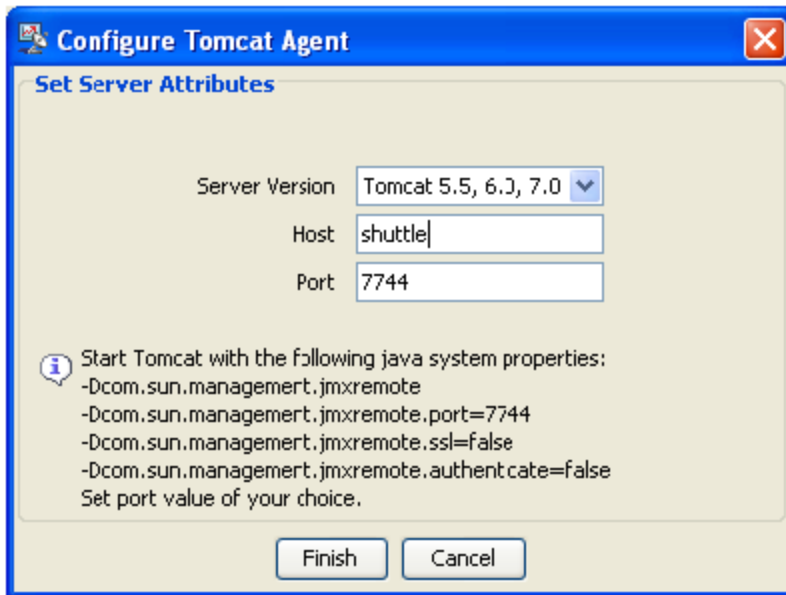 Configure Tomcat Agent
Set Server Attributes
Server Version Tomcat 5.5, 6.0, 7.0
Host shuttle
Port 7744
Start Tomcat with the following java system properties:
-Dcom.sun.management.jmxremote
-Dcom.sun.management.jmxremote.port=7744
-Dcom.sun.management.jmxremote.ssl=false
-Dcom.sun.management.jmxremote.authenticate=false
Set port value of your choice.
Finish Cancel